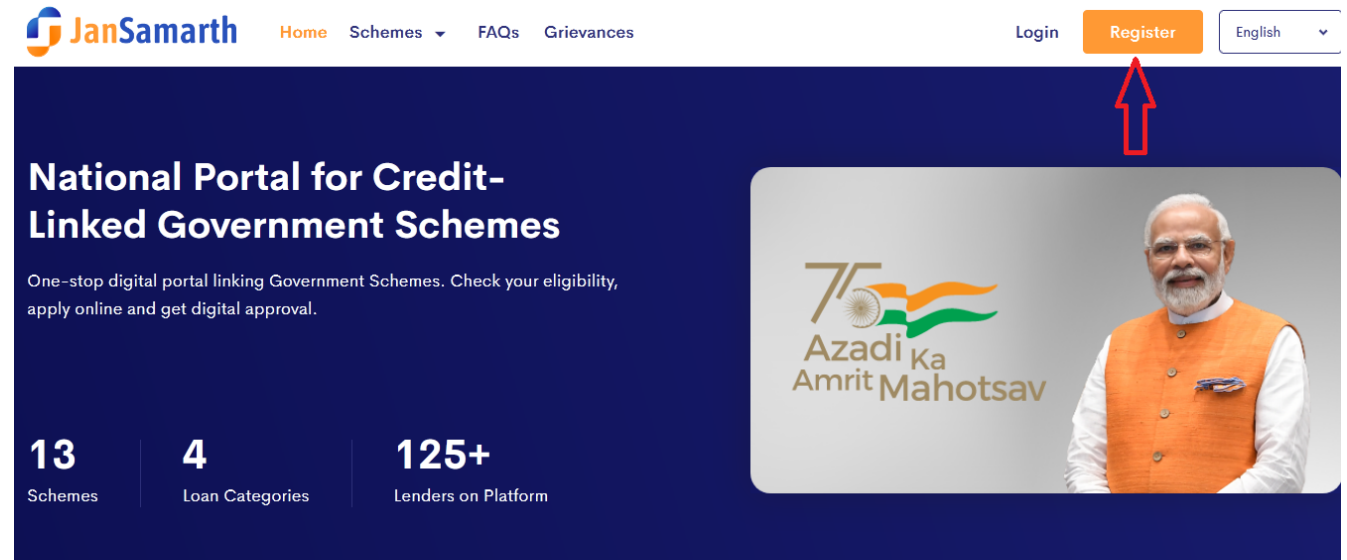 JanSamarth
Home Schemes FAQs Grievances
Login Register English
National Portal for Credit-
Linked Government Schemes
One-stop digital portal linking Government Schemes. Check your eligibility,
apply online and get digital approval.
75
Azadi Ka
Amrit Mahotsav
13 4 125+
Schemes Loan Categories Lenders on Platform